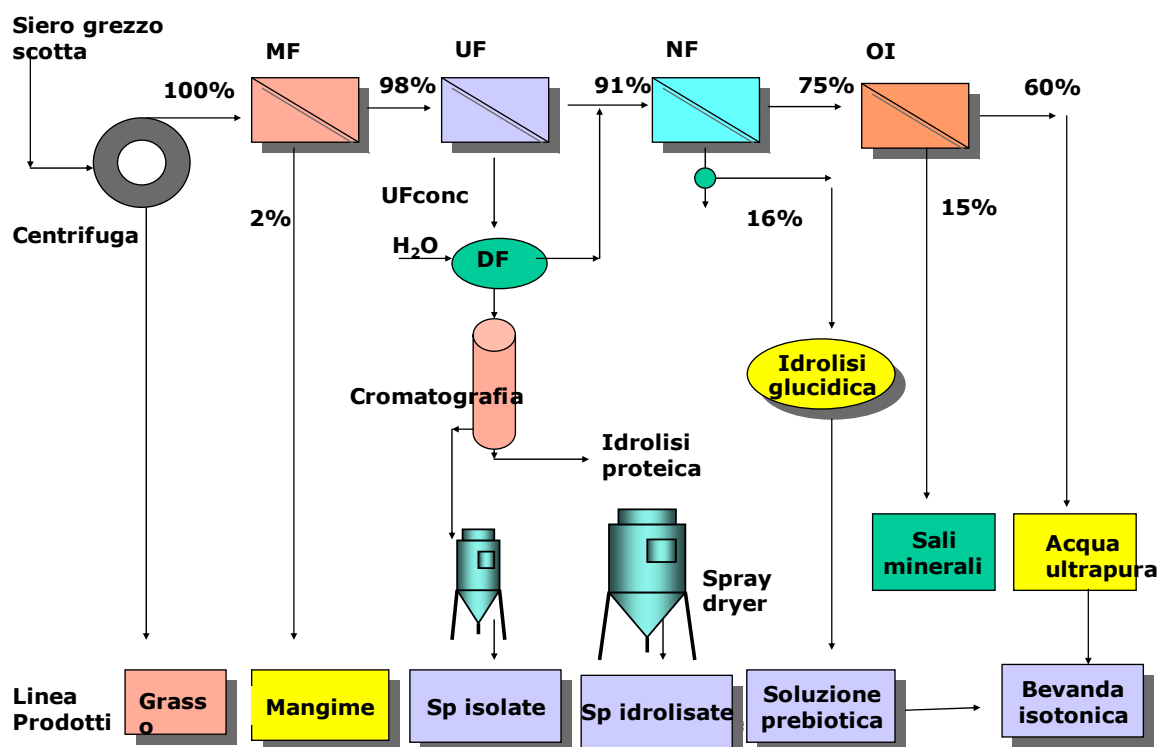 Siero grezzo
scotta
MF
UF
NF
OI
100%
98%
91%
75%
60%
UFconc
2%
16%
15%
Centrifuga
H₂O
DF
Idrolisi
glucidica
Cromatografia
Idrolisi
proteica
Sali
minerali
Acqua
ultrapura
Spray
dryer
Linea
Prodotti
Grass
o
Mangime
Sp isolate
Sp idrolisate
Soluzione
prebiotica
Bevanda
isotonica